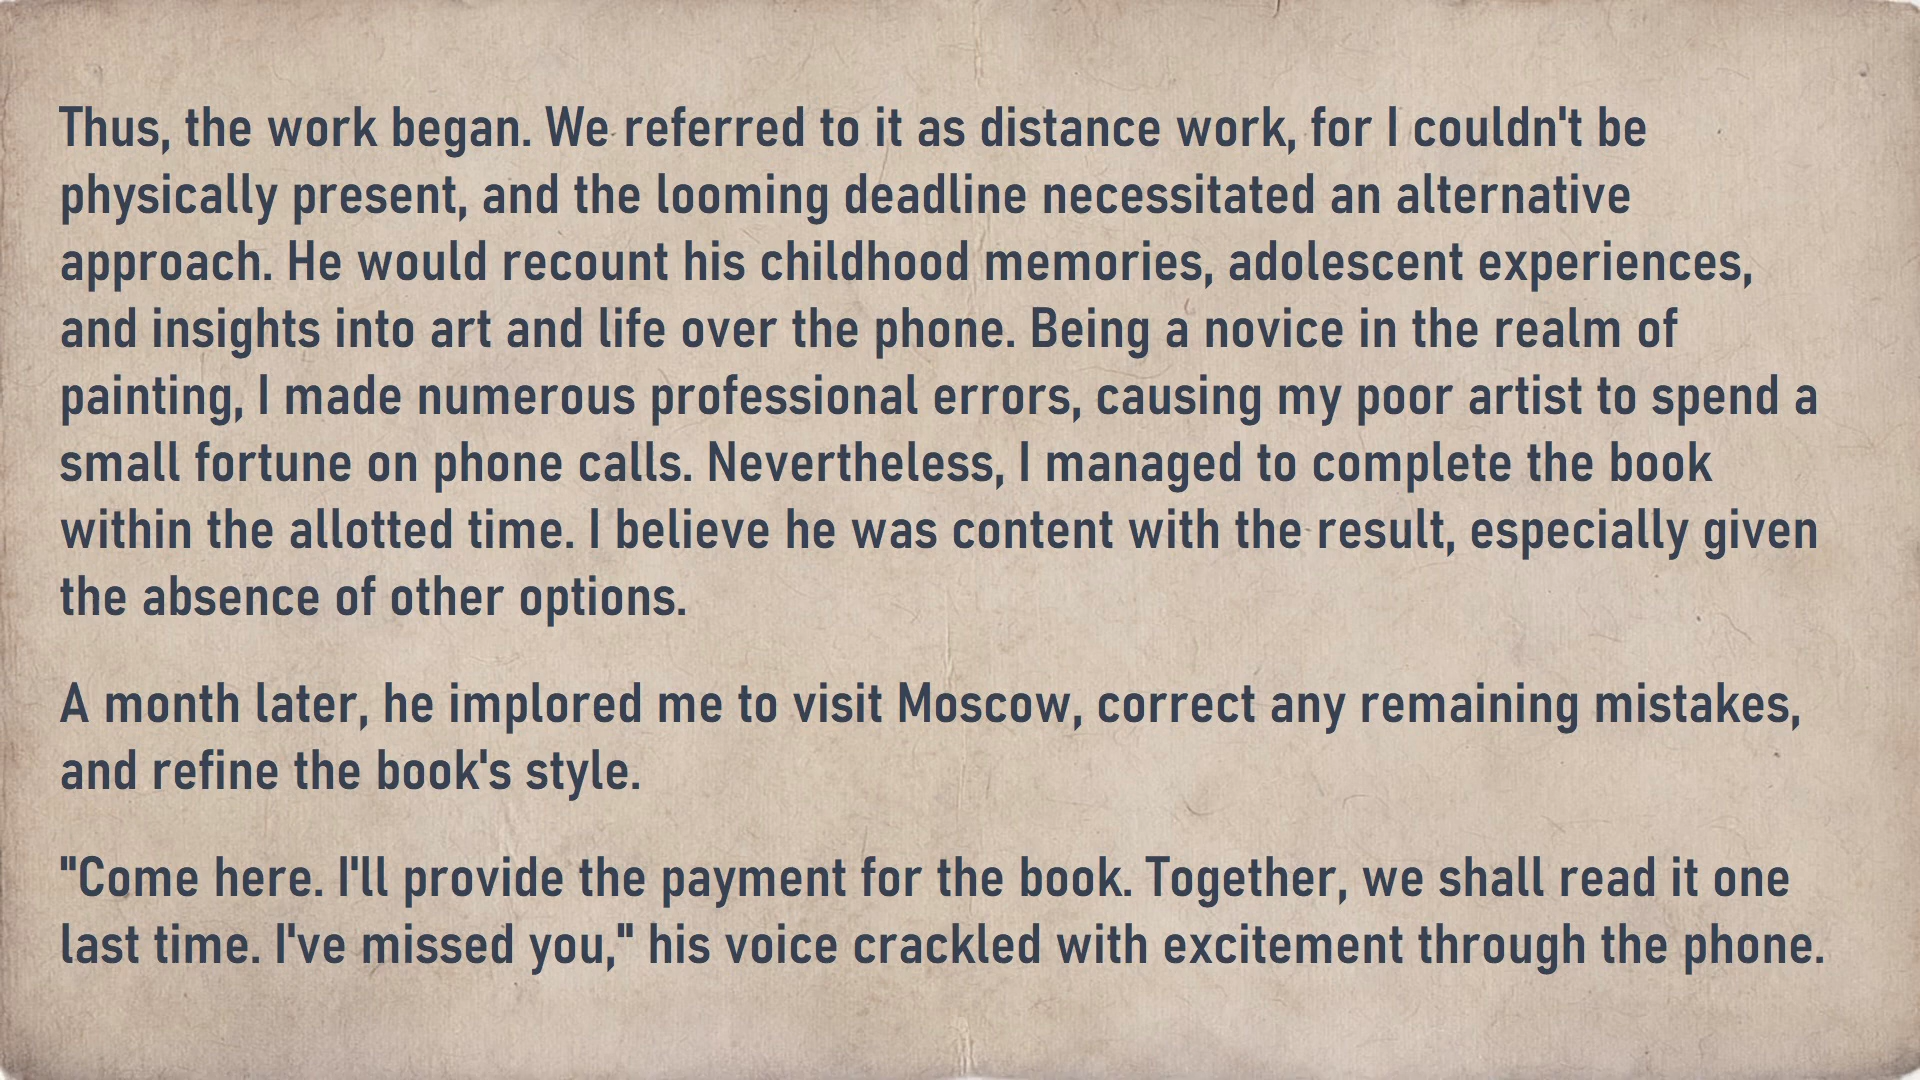 Thus, the work began. We referred to it as distance work, for I couldn't be
physically present, and the looming deadline necessitated an alternative
approach. He would recount his childhood memories, adolescent experiences,
and insights into art and life over the phone. Being a novice in the realm of
painting, I made numerous professional errors, causing my poor artist to spend a
small fortune on phone calls. Nevertheless, I managed to complete the book
within the allotted time. I believe he was content with the result, especially given
the absence of other options.
A month later, he implored me to visit Moscow, correct any remaining mistakes,
and refine the book's style.
"Come here. I'll provide the payment for the book. Together, we shall read it one
last time. I've missed you," his voice crackled with excitement through the phone.